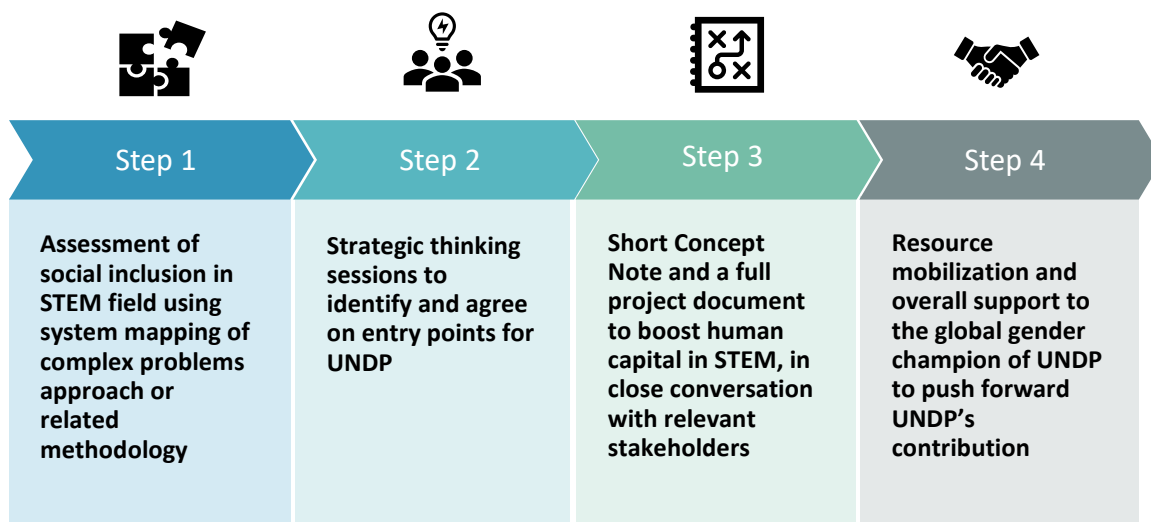 Step 1
Assessment of
social inclusion in
STEM field using
system mapping of
complex problems
approach or
related
methodology
Step 2
Strategic thinking
sessions to
identify and agree
on entry points for
UNDP
Step 3
Short Concept
Note and a full
project document
to boost human
capital in STEM, in
close conversation
with relevant
stakeholders
Step 4
Resource
mobilization and
overall support to
the global gender
champion of UNDP
to push forward
UNDP’s
contribution